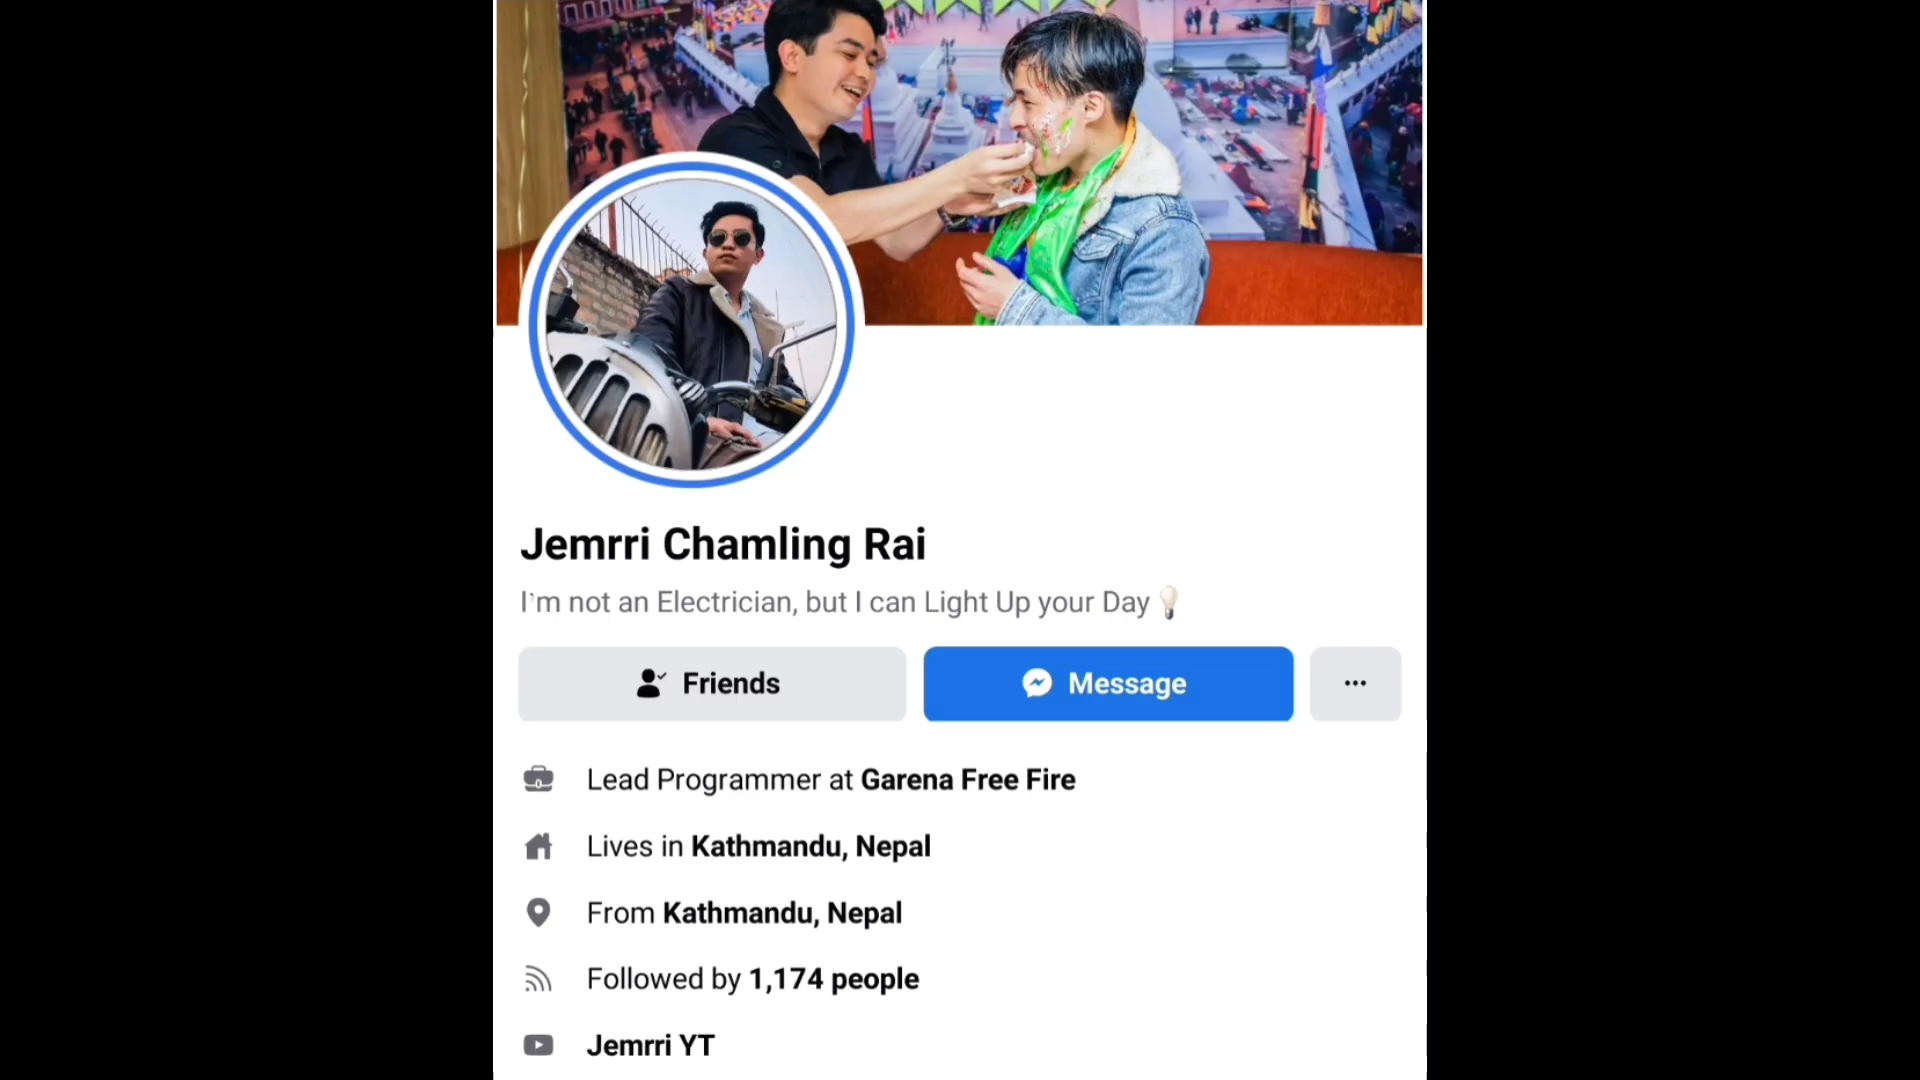 Jemrri Chamling Rai
I'm not an Electrician, but I can Light Up your Day 💡
Friends
Message
Lead Programmer at Garena Free Fire
Lives in Kathmandu, Nepal
From Kathmandu, Nepal
Followed by 1,174 people
Jemrri YT